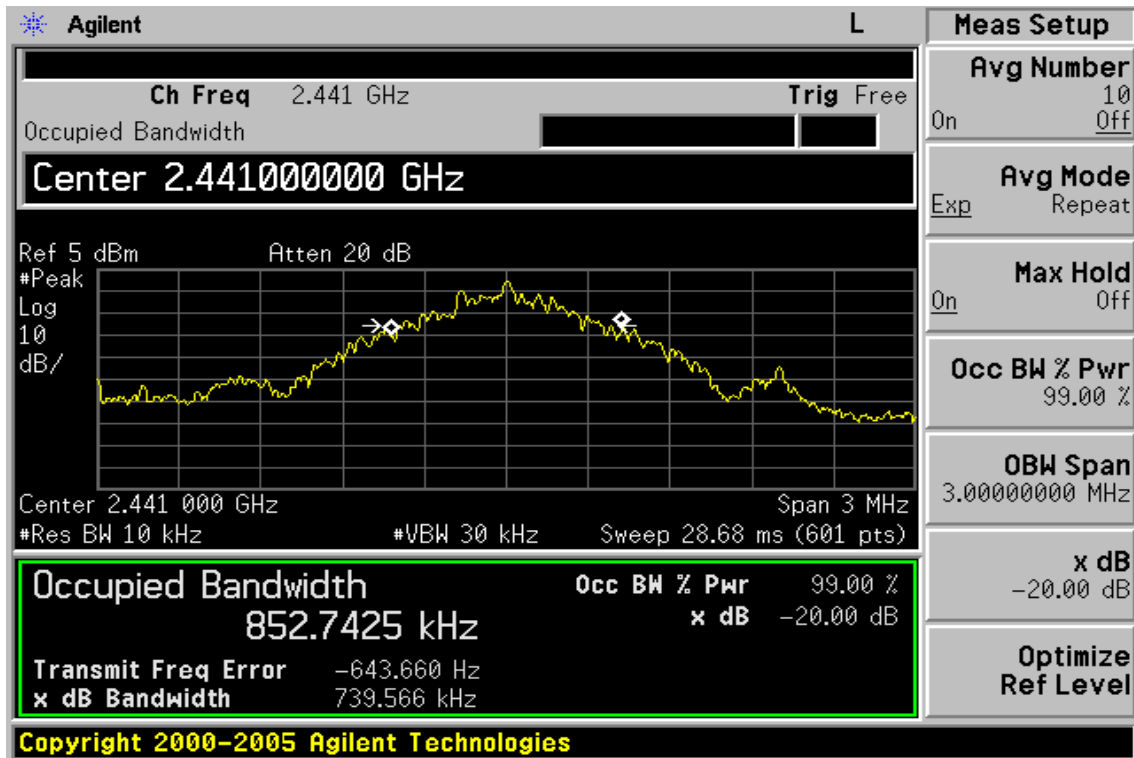 Agilent L
Ch Freq 2.441 GHz Trig Free
Occupied Bandwidth
Center 2.441000000 GHz
Ref 5 dBm Atten 20 dB
#Peak
Log
10
dB/
Center 2.441 000 GHz Span 3 MHz
#Res BW 10 kHz #VBW 30 kHz Sweep 28.68 ms (601 pts)
Occupied Bandwidth Occ BW % Pwr 99.00 %
852.7425 kHz x dB -20.00 dB
Transmit Freq Error -643.660 Hz
x dB Bandwidth 739.566 kHz
Copyright 2000-2005 Agilent Technologies
Meas Setup
Avg Number
10
On Off
Avg Mode
Exp Repeat
Max Hold
On Off
Occ BW % Pwr
99.00 %
OBW Span
3.00000000 MHz
x dB
-20.00 dB
Optimize
Ref Level